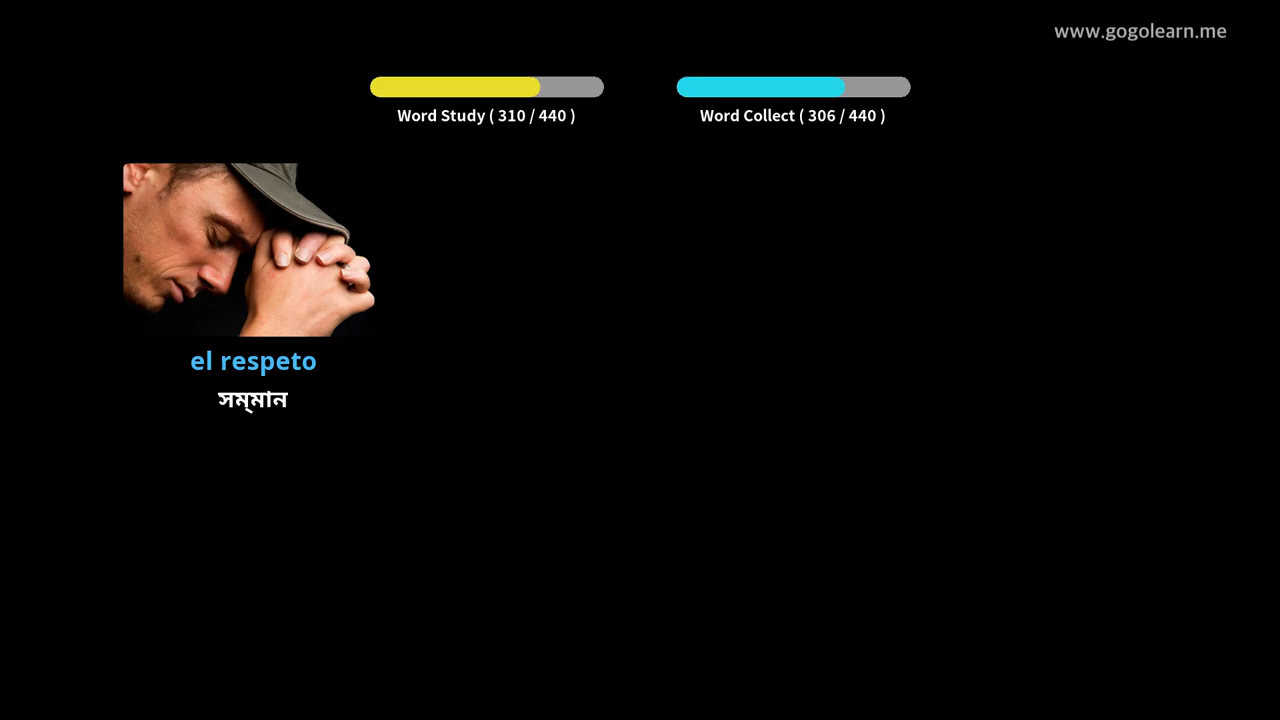 www.gogolearn.me
Word Study ( 310 / 440 )
Word Collect ( 306 / 440 )
el respeto
সম্মান